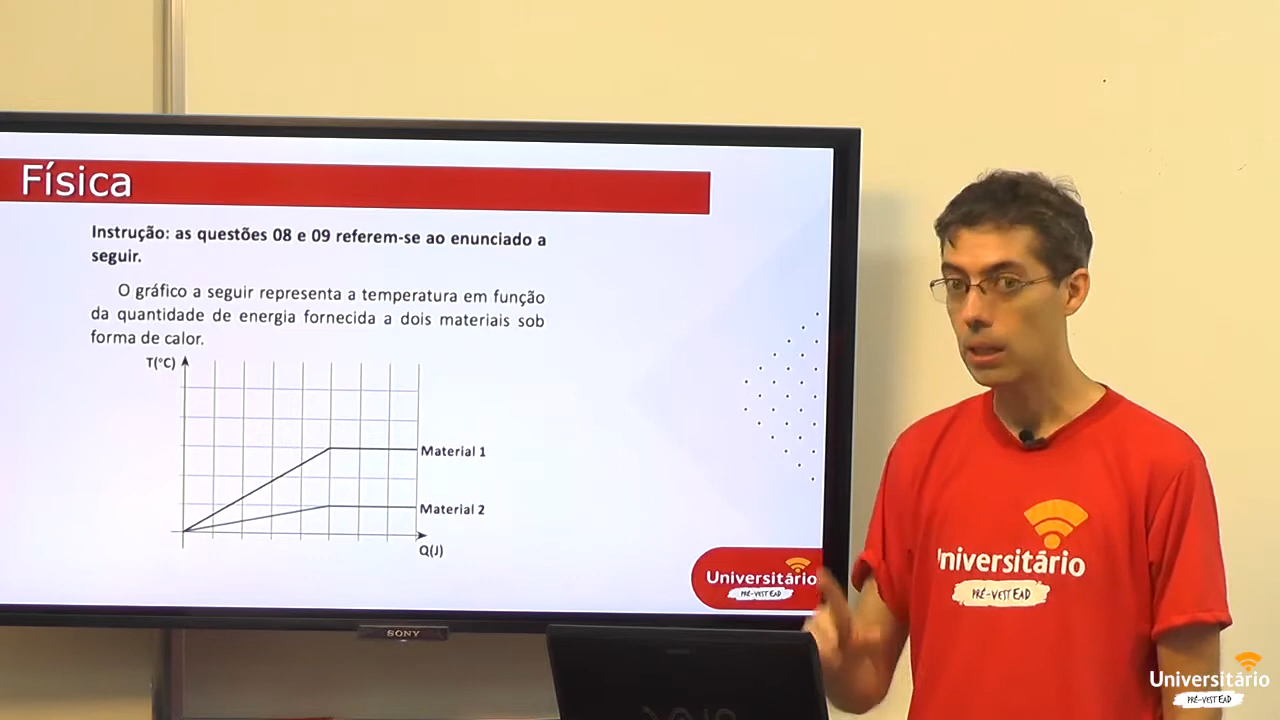 Física
Instrução: as questões 08 e 09 referem-se ao enunciado a
seguir.
O gráfico a seguir representa a temperatura em função
da quantidade de energia fornecida a dois materiais sob
forma de calor.
T(°C)
Material 1
Material 2
Q(J)
Universitário
PRÉ-VEST EAD
SONY
Universitário
PRÉ-VEST EAD
Universitário
PRÉ-VEST EAD